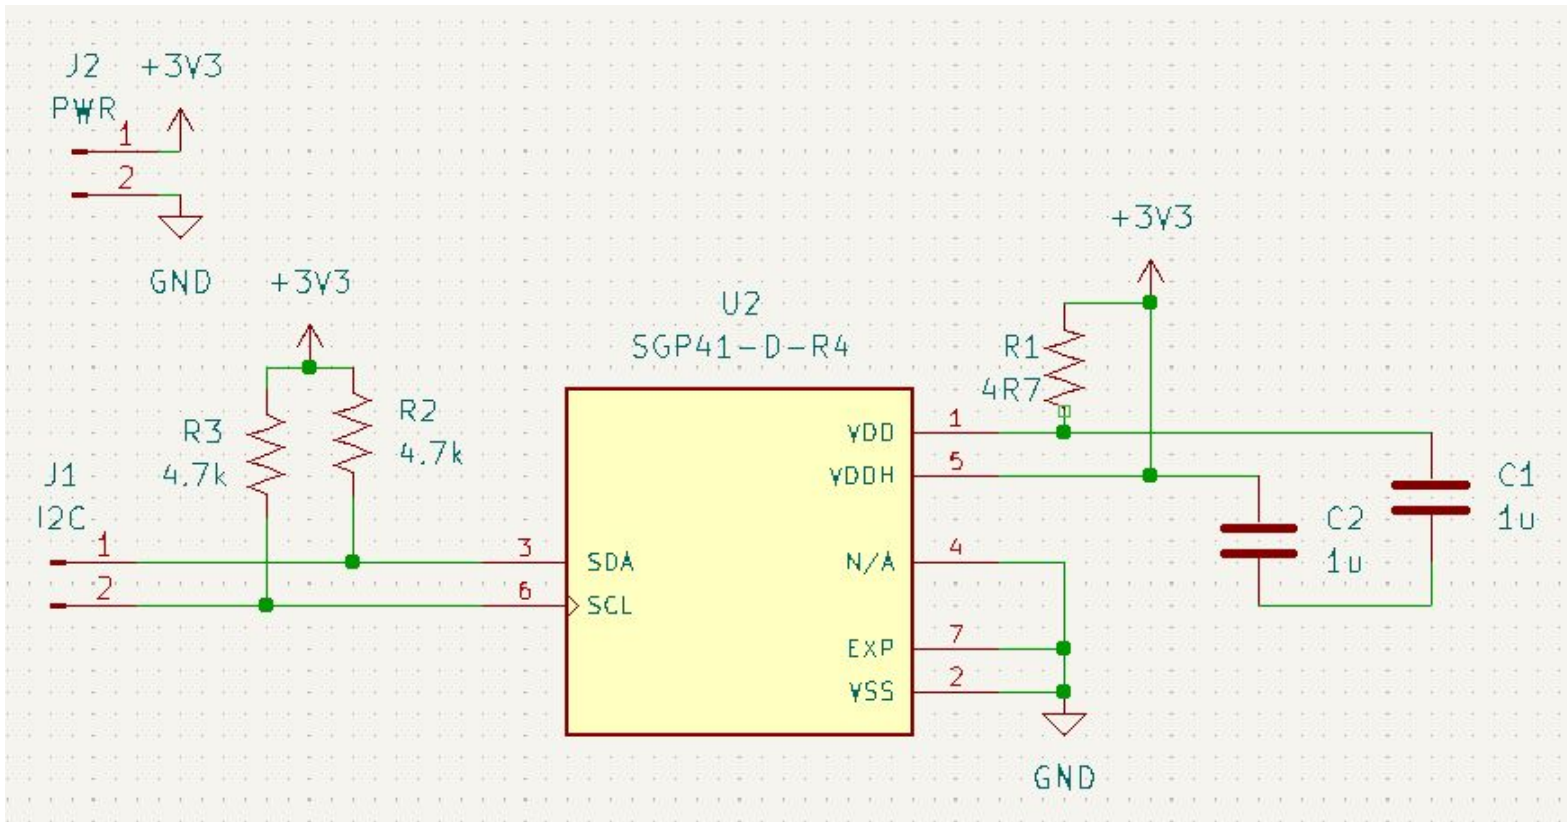 J2 +3V3
PWR
1
2
GND
+3V3
R3
4.7k
R2
4.7k
J1
I2C
1
2
U2
SGP41-D-R4
3 SDA
6 SCL
VDD 1
VDDH 5
N/A 4
EXP 7
VSS 2
+3V3
R1
4R7
C2
1u
C1
1u
GND